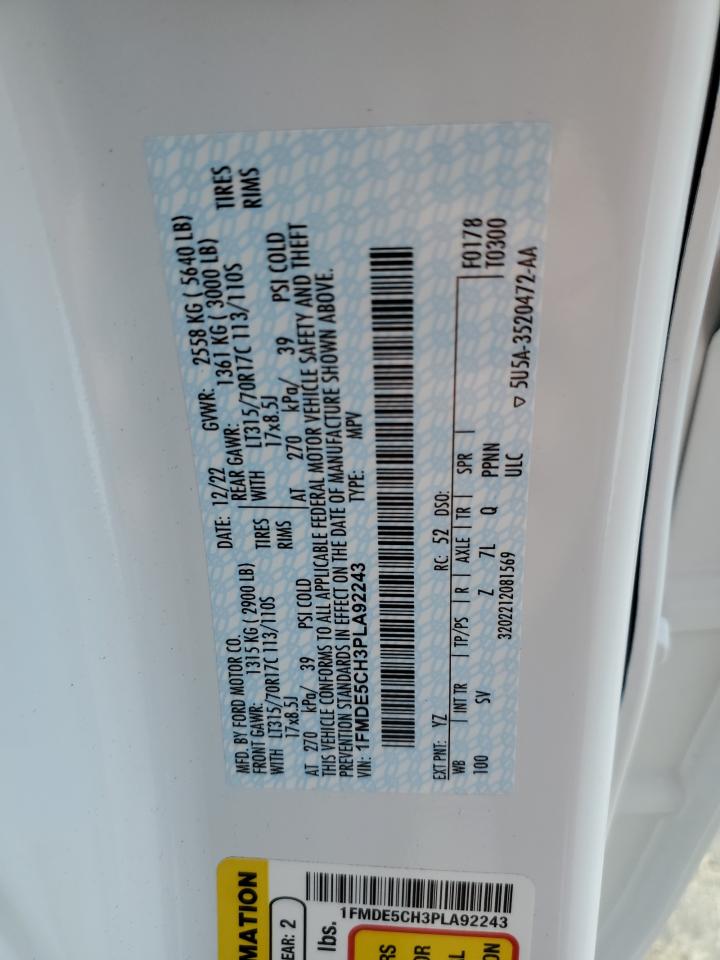 MFD. BY FORD MOTOR CO.
DATE: 12/22 GVWR: 2558 KG ( 5640 LB)
FRONT GAWR: 1315 KG ( 2900 LB)
REAR GAWR: 1361 KG ( 3000 LB)
WITH LT315/70R17C 113/110S TIRES
WITH LT315/70R17C 113/110S TIRES
17x8.5J RIMS
17x8.5J RIMS
AT 270 kPa/ 39 PSI COLD
AT 270 kPa/ 39 PSI COLD
THIS VEHICLE CONFORMS TO ALL APPLICABLE FEDERAL MOTOR VEHICLE SAFETY AND THEFT
PREVENTION STANDARDS IN EFFECT ON THE DATE OF MANUFACTURE SHOWN ABOVE.
VIN: 1FMDE5CH3PLA92243 TYPE: MPV
EXT PNT: YZ RC: 52 DSO: F0178
WB INT TR TP/PS R AXLE TR SPR T0300
100 SV Z 7L Q PPNN
3202212081569 ULC
▽ 5U5A-3520472-AA
MATION
EAR: 2
lbs.
1FMDE5CH3PLA92243
RS
OR
L
ON